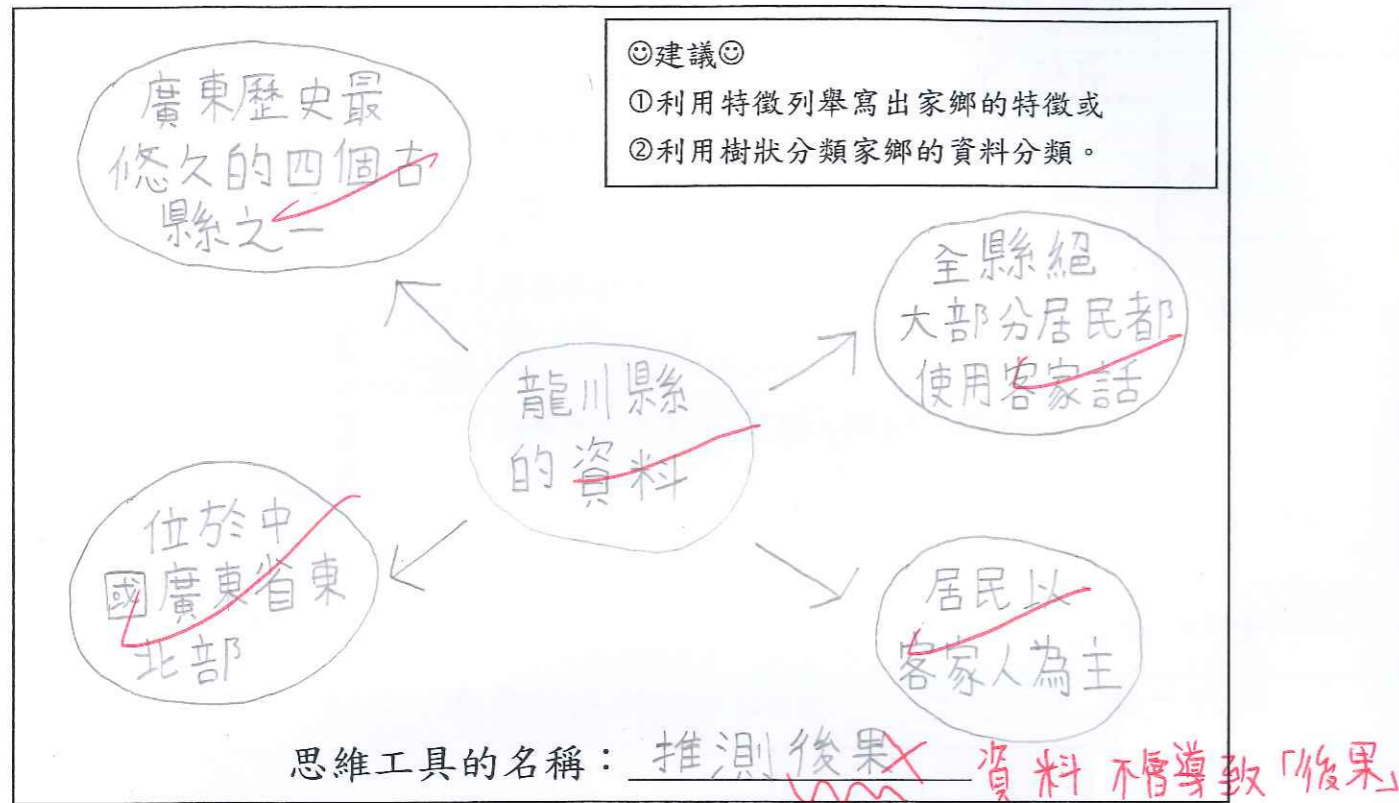 ☺建議☺
①利用特徵列舉寫出家鄉的特徵或
②利用樹狀分類家鄉的資料分類。
廣東歷史最
悠久的四個古
縣之一
全縣絕
大部分居民都
使用客家話
龍川縣
的資料
位於中
國廣東省東
北部
居民以
客家人為主
思維工具的名稱：推測後果 資料不會導致「後果」